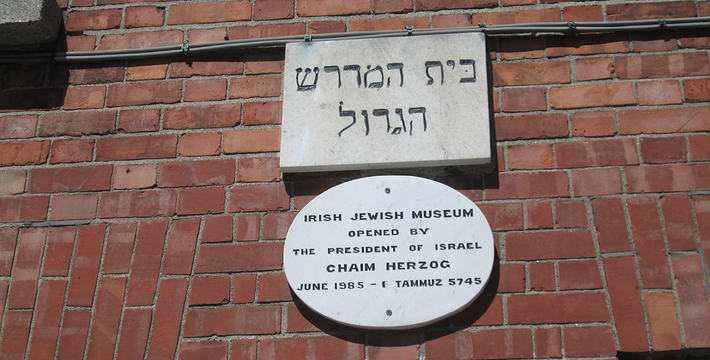 בית המדרש
הגדול
IRISH JEWISH MUSEUM
OPENED BY
THE PRESIDENT OF ISRAEL
CHAIM HERZOG
JUNE 1985 - 6 TAMMUZ 5745